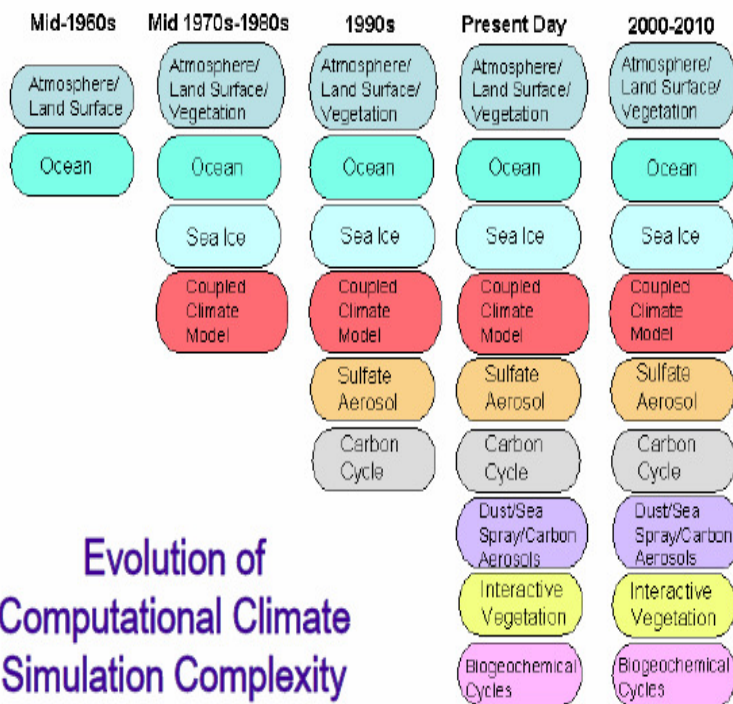 Mid-1960s
Atmosphere/
Land Surface
Ocean
Mid 1970s-1980s
Atmosphere/
Land Surface/
Vegetation
Ocean
Sea Ice
Coupled
Climate
Model
1990s
Atmosphere/
Land Surface/
Vegetation
Ocean
Sea Ice
Coupled
Climate
Model
Sulfate
Aerosol
Carbon
Cycle
Present Day
Atmosphere/
Land Surface/
Vegetation
Ocean
Sea Ice
Coupled
Climate
Model
Sulfate
Aerosol
Carbon
Cycle
Dust/Sea
Spray/Carbon
Aerosols
Interactive
Vegetation
Biogeochemical
Cycles
2000-2010
Atmosphere/
Land Surface/
Vegetation
Ocean
Sea Ice
Coupled
Climate
Model
Sulfate
Aerosol
Carbon
Cycle
Dust/Sea
Spray/Carbon
Aerosols
Interactive
Vegetation
Biogeochemical
Cycles
Evolution of
Computational Climate
Simulation Complexity